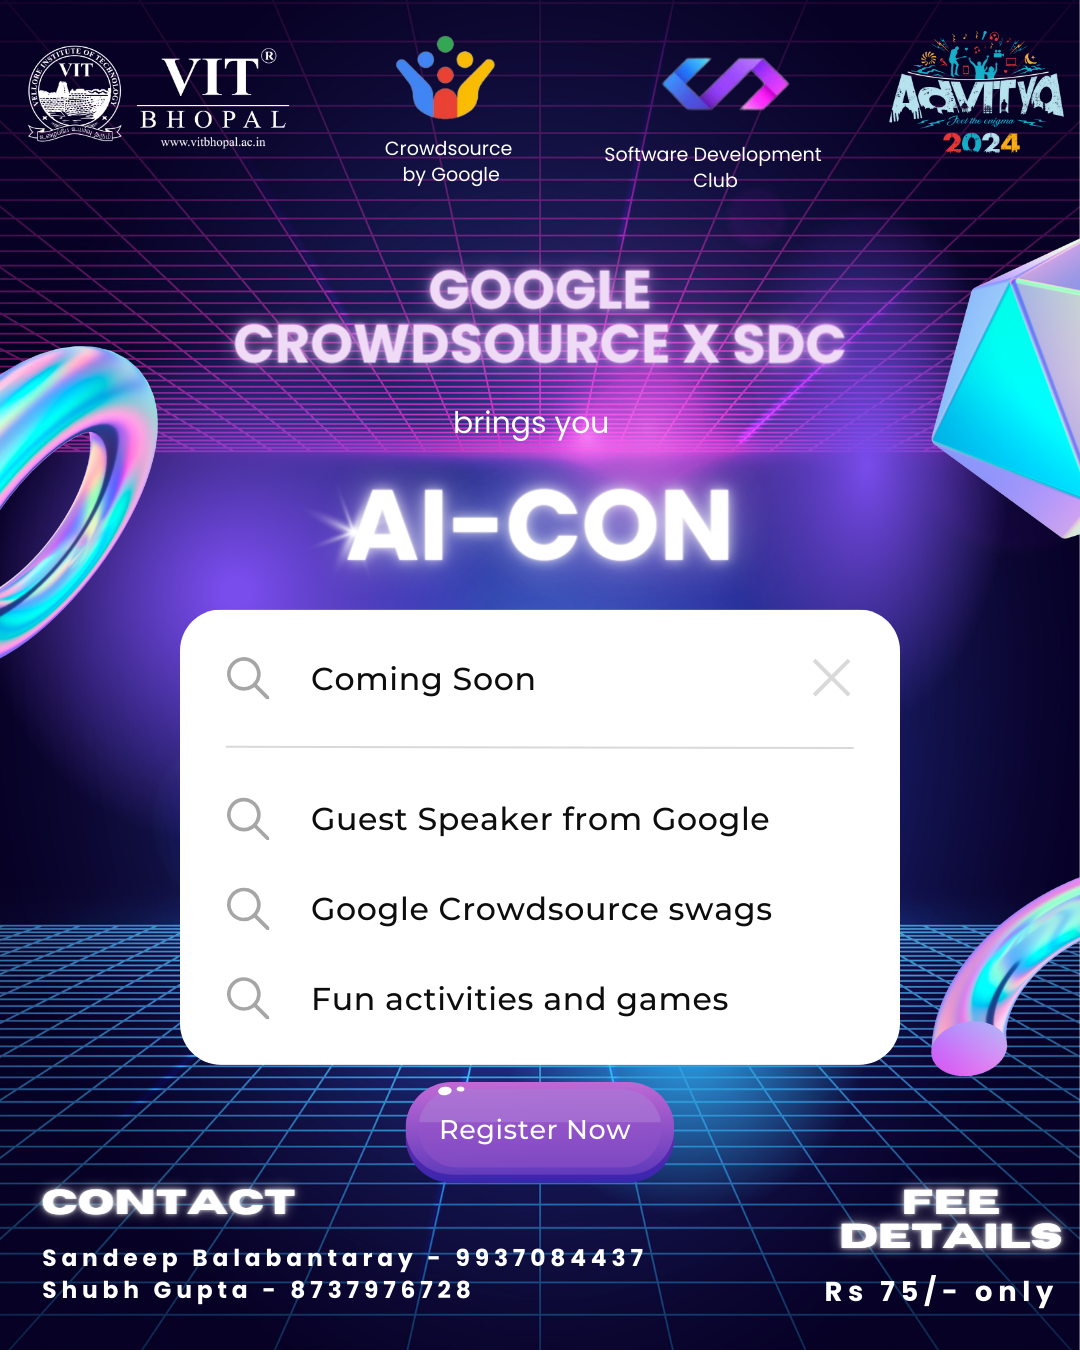 VELLORE INSTITUTE OF TECHNOLOGY
VIT
VIT®
BHOPAL
www.vitbhopal.ac.in
Crowdsource
by Google
Software Development
Club
AdVITYa
Feel the enigma
2024
GOOGLE
CROWDSOURCE X SDC
brings you
AI-CON
Coming Soon
Guest Speaker from Google
Google Crowdsource swags
Fun activities and games
Register Now
CONTACT
Sandeep Balabantaray - 9937084437
Shubh Gupta - 8737976728
FEE
DETAILS
Rs 75/- only